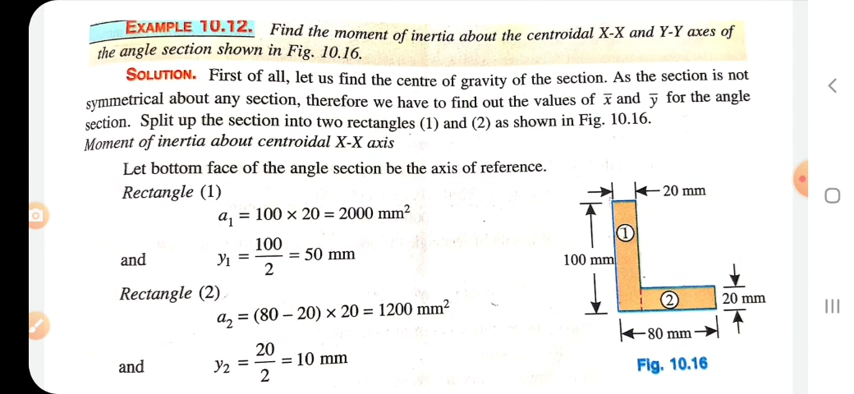 EXAMPLE 10.12. Find the moment of inertia about the centroidal X-X and Y-Y axes of
the angle section shown in Fig. 10.16.
SOLUTION. First of all, let us find the centre of gravity of the section. As the section is not
symmetrical about any section, therefore we have to find out the values of x̄ and ȳ for the angle
section. Split up the section into two rectangles (1) and (2) as shown in Fig. 10.16.
Moment of inertia about centroidal X-X axis
Let bottom face of the angle section be the axis of reference.
Rectangle (1)
a₁ = 100 × 20 = 2000 mm²
and y₁ = 100/2 = 50 mm
Rectangle (2)
a₂ = (80 – 20) × 20 = 1200 mm²
and y₂ = 20/2 = 10 mm
20 mm
1
100 mm
2
20 mm
80 mm
Fig. 10.16